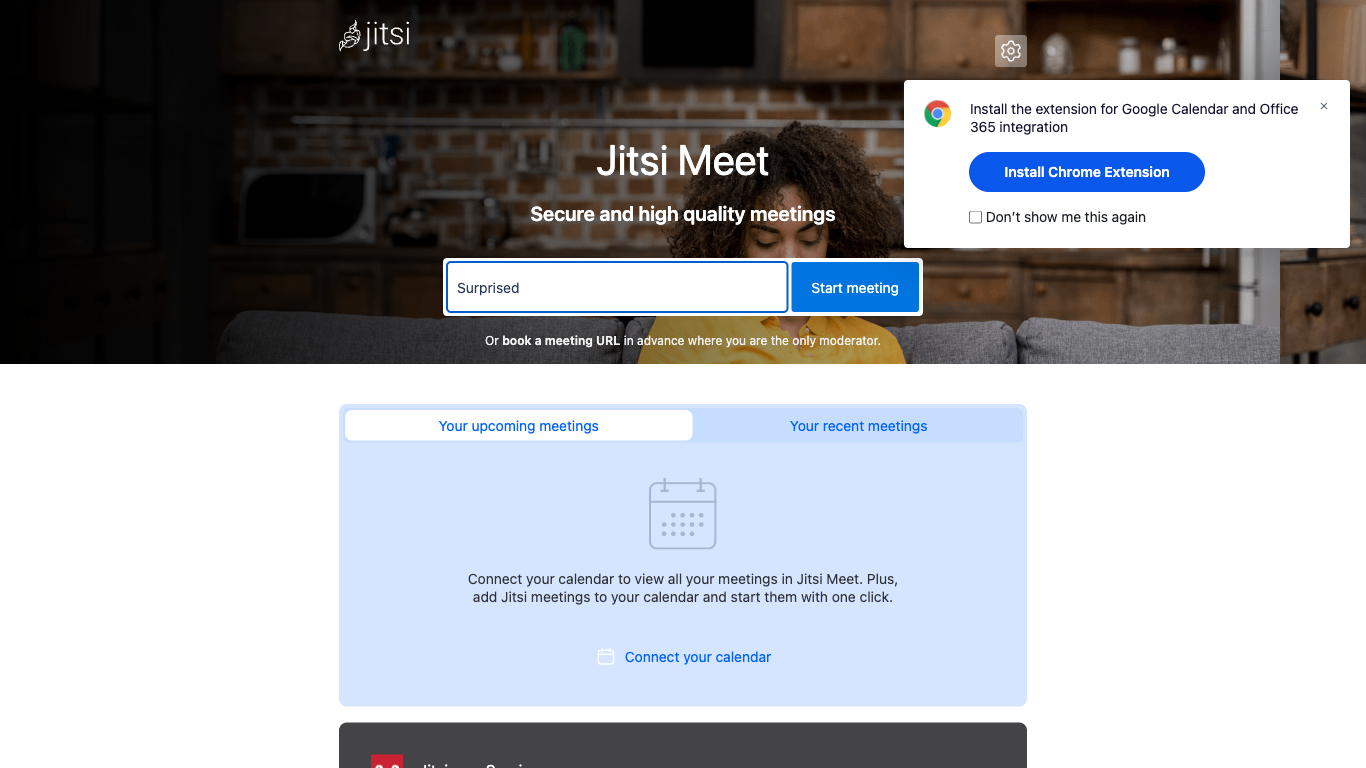 jitsi
Install the extension for Google Calendar and Office
365 integration
×
Install Chrome Extension
Don't show me this again
Jitsi Meet
Secure and high quality meetings
Surprised
Start meeting
Or book a meeting URL in advance where you are the only moderator.
Your upcoming meetings
Your recent meetings
Connect your calendar to view all your meetings in Jitsi Meet. Plus,
add Jitsi meetings to your calendar and start them with one click.
Connect your calendar